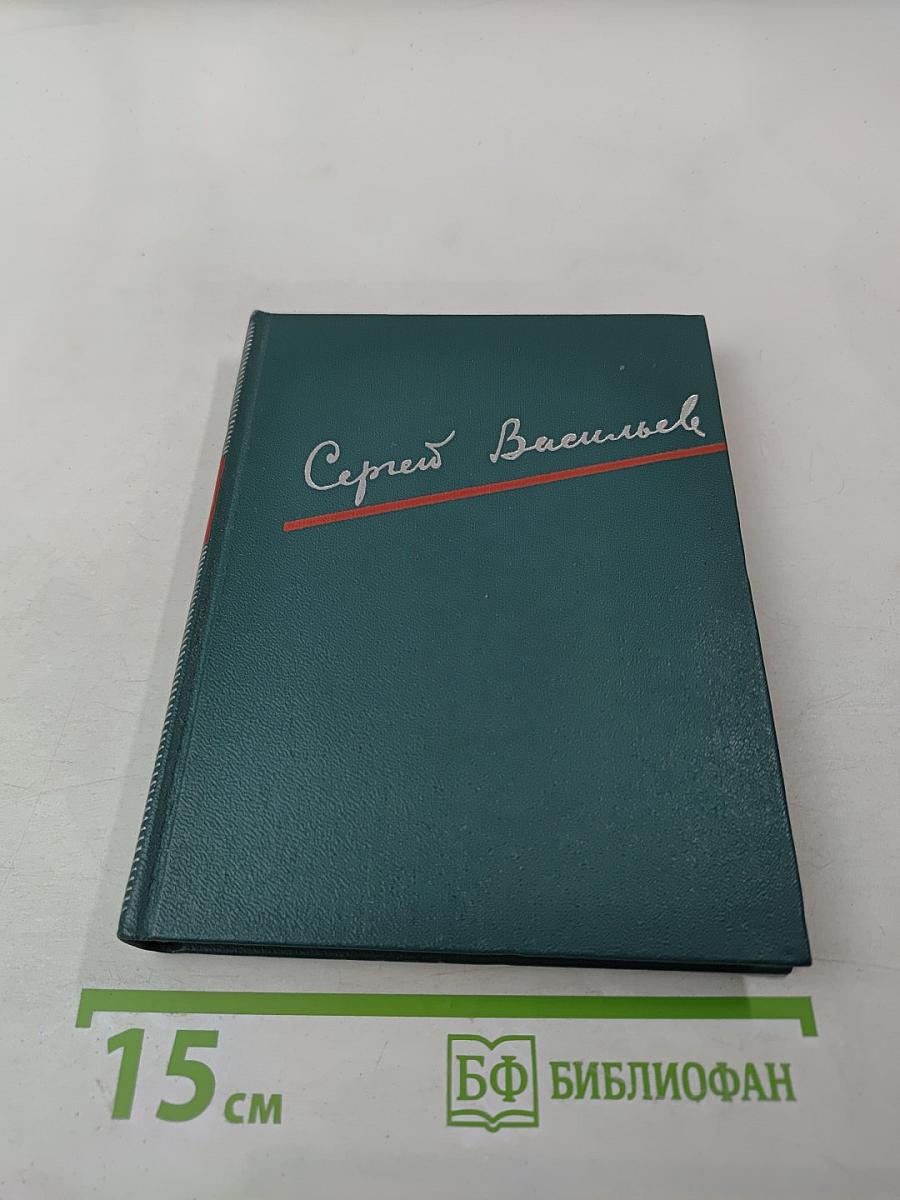 Сергей Васильев
15 см
БФ БИБЛИОФАН